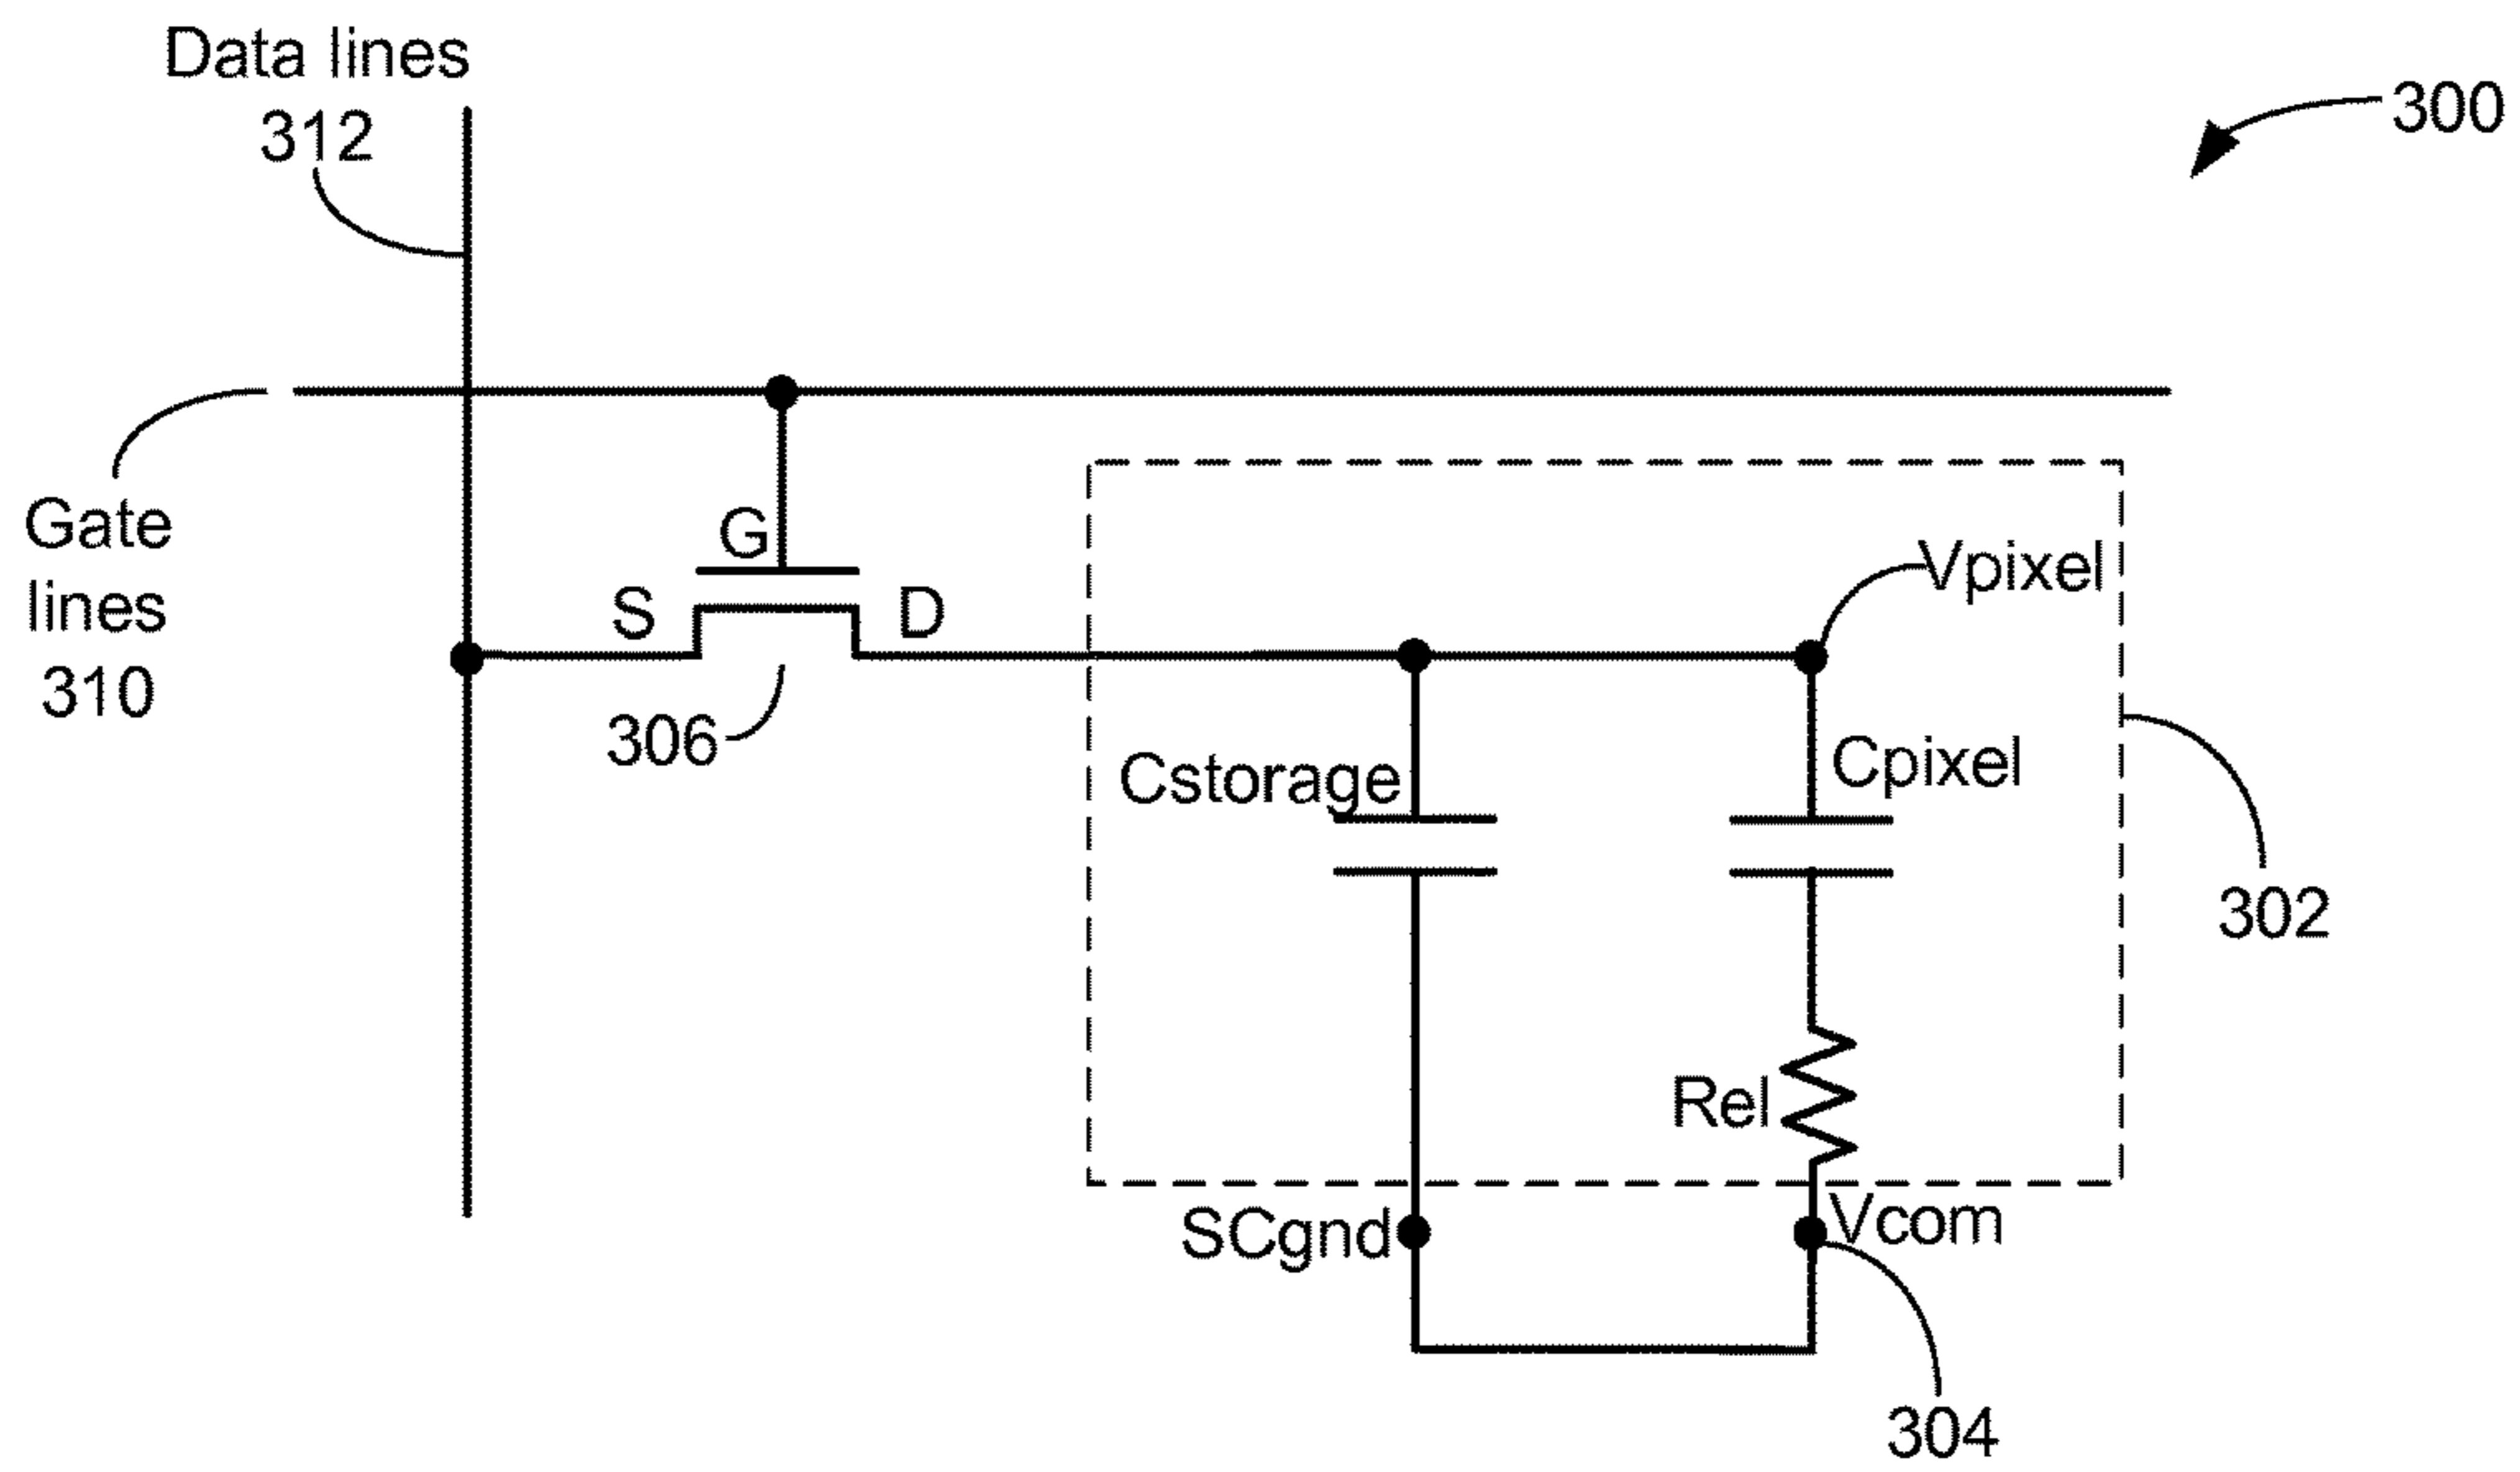 Data lines
312
300
Gate
lines
310
G
S
D
306
Vpixel
Cstorage
Cpixel
302
Rel
SCgnd
Vcom
304